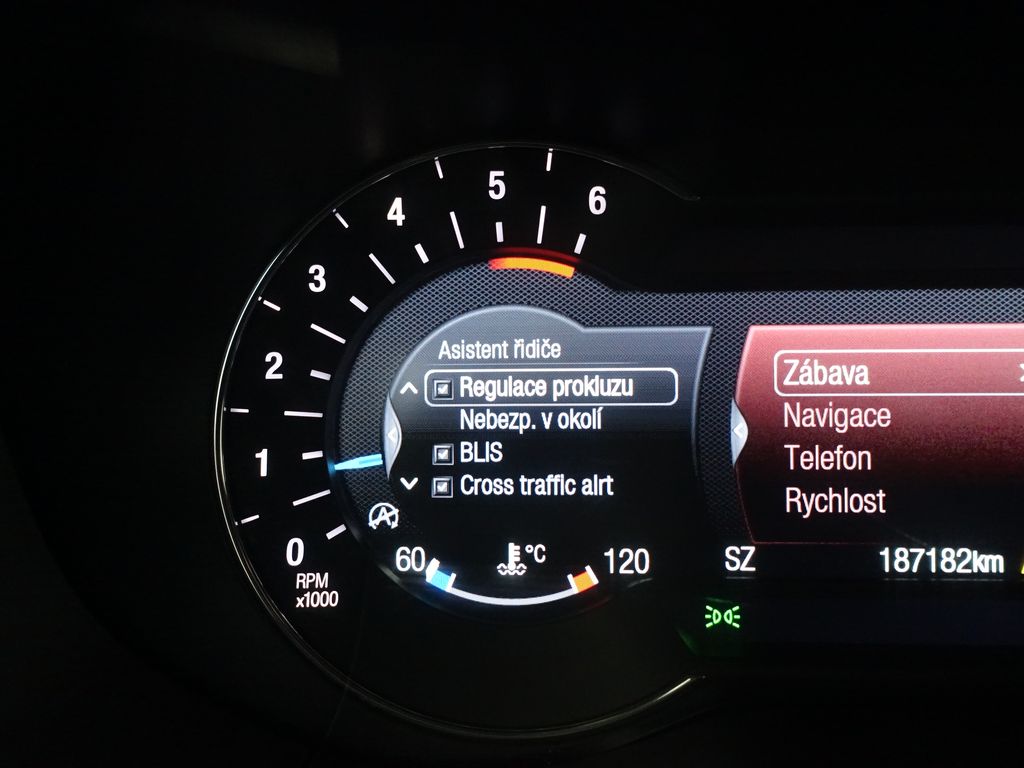 6
5
4
3
2
1
0
RPM
x1000
Asistent řidiče
Regulace prokluzu
Nebezp. v okolí
BLIS
Cross traffic alrt
60
°C
120
Zábava
Navigace
Telefon
Rychlost
SZ
187182km